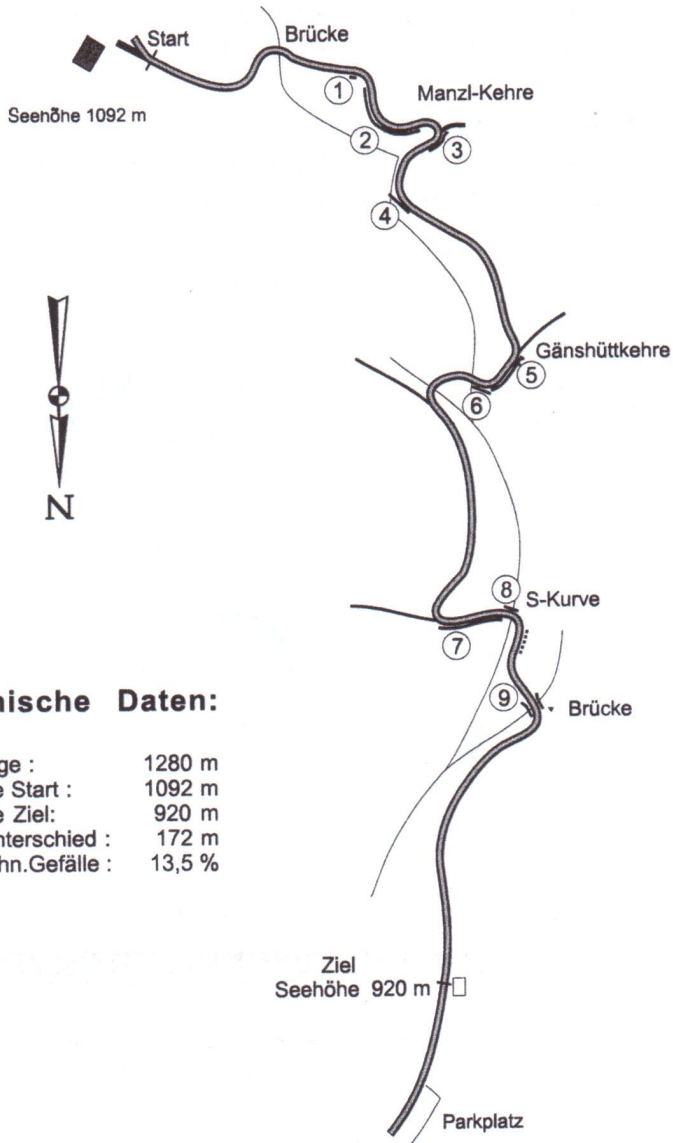 Start
Brücke
1
Manzl-Kehre
Seehöhe 1092 m
2
3
4
Gänshüttkehre
5
6
N
8
S-Kurve
7
nische Daten:
9
Brücke
ge : 1280 m
e Start : 1092 m
e Ziel: 920 m
nterschied : 172 m
hn.Gefälle : 13,5 %
Ziel
Seehöhe 920 m
Parkplatz